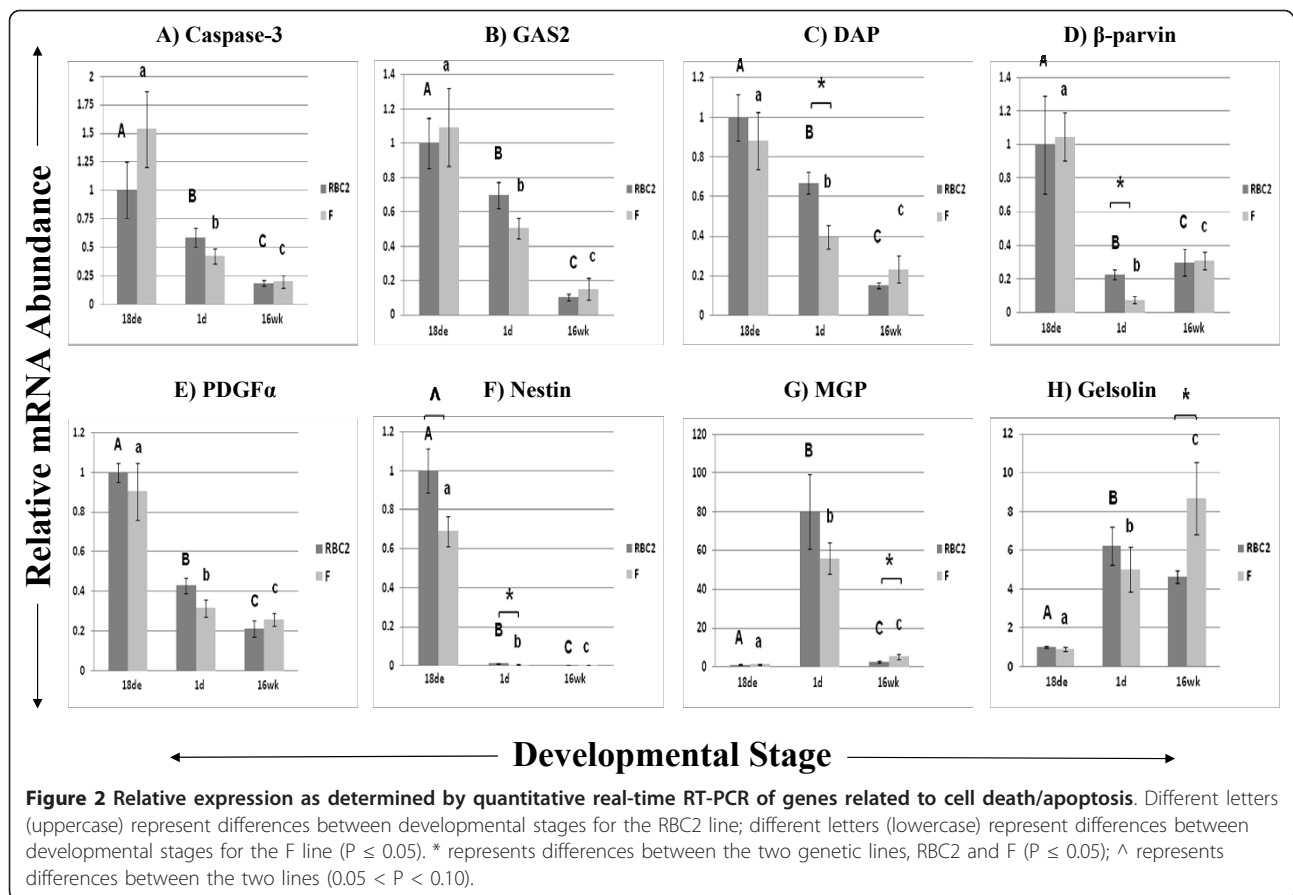 A) Caspase-3
B) GAS2
C) DAP
D) β-parvin
Relative mRNA Abundance
2
1.75
1.5
1.25
1
0.75
0.5
0.25
0
A a B b C c
18de 1d 16wk
RBC2
F
1.4
1.2
1
0.8
0.6
0.4
0.2
0
A a B b C c
18de 1d 16wk
RBC2
F
1.2
1
0.8
0.6
0.4
0.2
0
A a * B b C c
18de 1d 16wk
RBC2
F
1.6
1.4
1.2
1
0.8
0.6
0.4
0.2
0
A a * B b C c
18de 1d 16wk
RBC2
F
E) PDGFα
F) Nestin
G) MGP
H) Gelsolin
1.2
1
0.8
0.6
0.4
0.2
0
A a B b C c
18de 1d 16wk
RBC2
F
1.2
1
0.8
0.6
0.4
0.2
0
^ A a * B b C c
18de 1d 16wk
RBC2
F
120
100
80
60
40
20
0
A a B b * C c
18de 1d 16wk
RBC2
F
12
10
8
6
4
2
0
A a B b * c
18de 1d 16wk
RBC2
F
Developmental Stage
Figure 2 Relative expression as determined by quantitative real-time RT-PCR of genes related to cell death/apoptosis. Different letters
(uppercase) represent differences between developmental stages for the RBC2 line; different letters (lowercase) represent differences between
developmental stages for the F line (P ≤ 0.05). * represents differences between the two genetic lines, RBC2 and F (P ≤ 0.05); ^ represents
differences between the two lines (0.05 < P < 0.10).